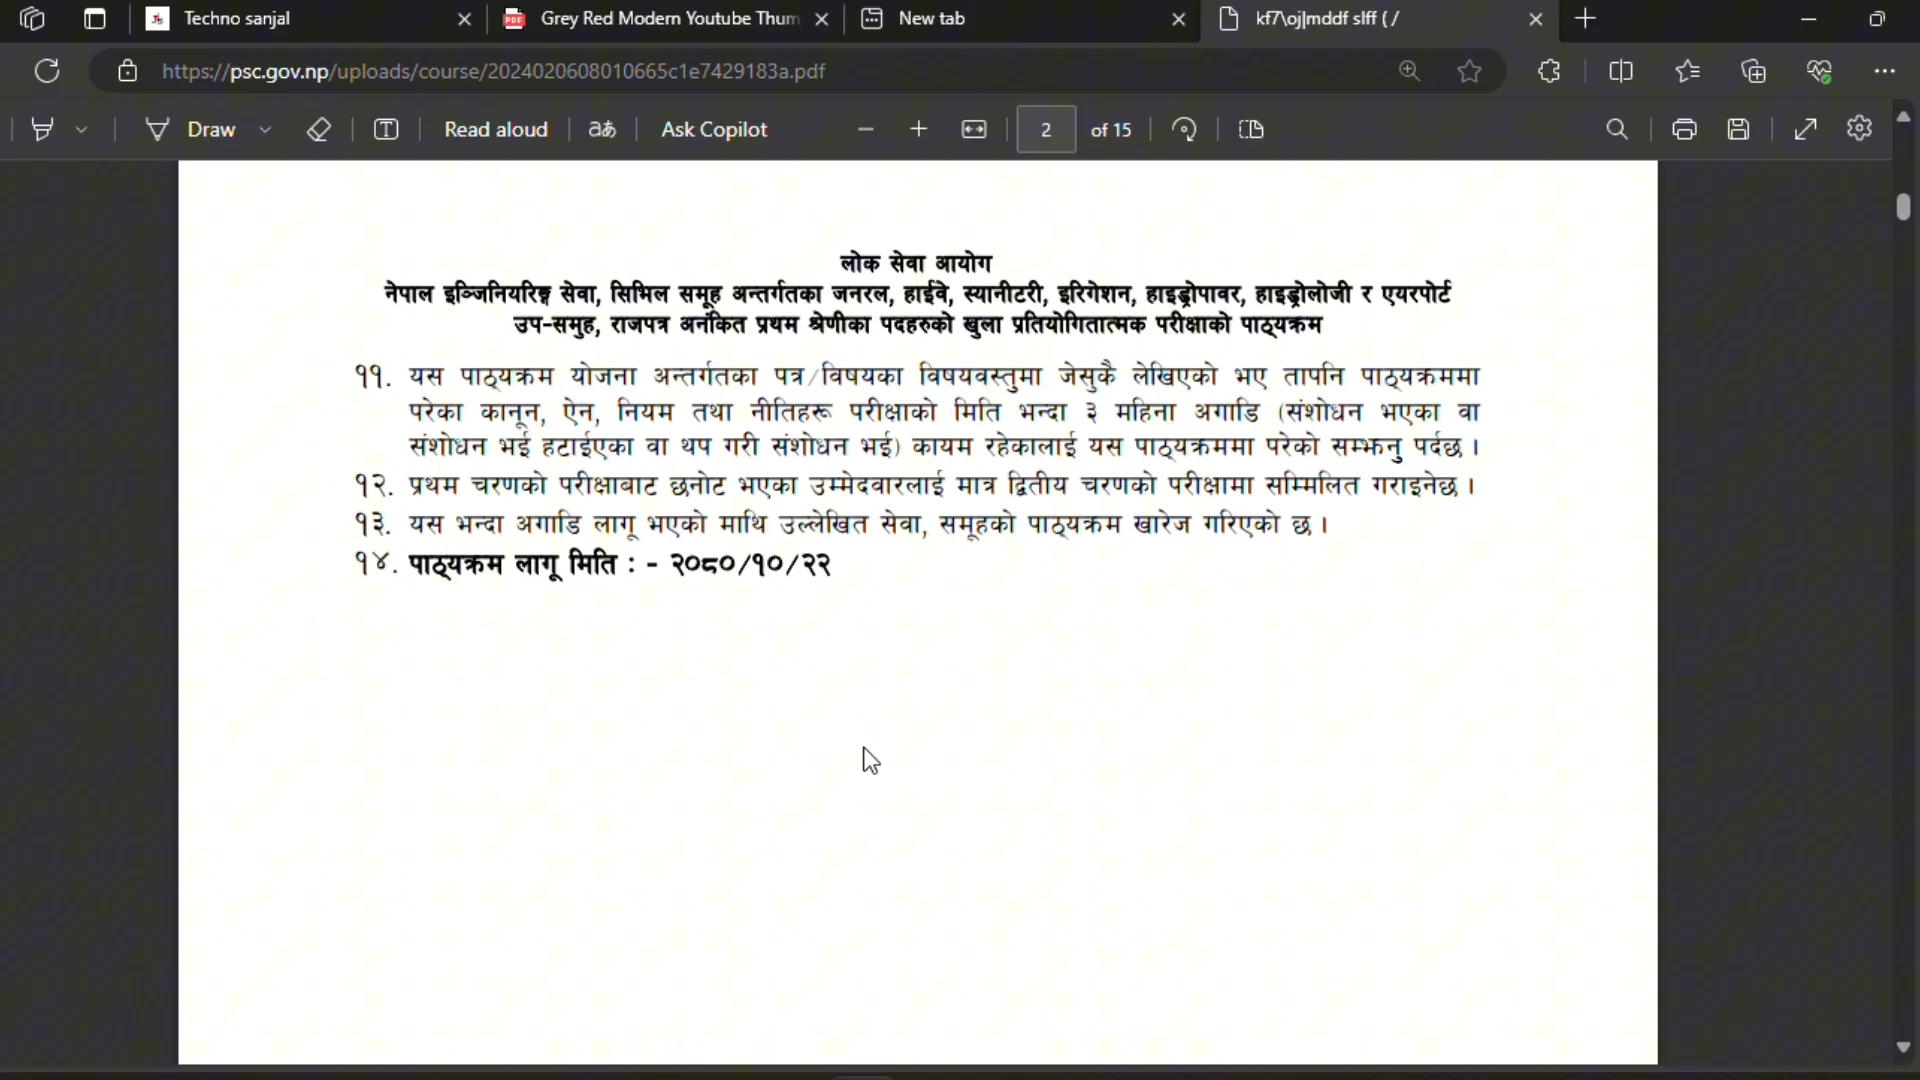 Techno sanjal
Grey Red Modern Youtube Thum
New tab
kf7\oj|mddf slff ( /
https://psc.gov.np/uploads/course/2024020608010665c1e7429183a.pdf
Draw
Read aloud
aあ
Ask Copilot
2 of 15
लोक सेवा आयोग
नेपाल इञ्जिनियरिङ्ग सेवा, सिभिल समूह अन्तर्गतका जनरल, हाईवे, स्यानीटरी, इरिगेशन, हाइड्रोपावर, हाइड्रोलोजी र एयरपोर्ट
उप-समुह, राजपत्र अनंकित प्रथम श्रेणीका पदहरुको खुला प्रतियोगितात्मक परीक्षाको पाठ्यक्रम
११. यस पाठ्यक्रम योजना अन्तर्गतका पत्र/विषयका विषयवस्तुमा जेसुकै लेखिएको भए तापनि पाठ्यक्रममा
परेका कानून, ऐन, नियम तथा नीतिहरू परीक्षाको मिति भन्दा ३ महिना अगाडि (संशोधन भएका वा
संशोधन भई हटाईएका वा थप गरी संशोधन भई) कायम रहेकालाई यस पाठ्यक्रममा परेको सम्झनु पर्दछ ।
१२. प्रथम चरणको परीक्षाबाट छनोट भएका उम्मेदवारलाई मात्र द्वितीय चरणको परीक्षामा सम्मिलित गराइनेछ ।
१३. यस भन्दा अगाडि लागू भएको माथि उल्लेखित सेवा, समूहको पाठ्यक्रम खारेज गरिएको छ ।
१४. पाठ्यक्रम लागू मिति : - २०८०/१०/२२